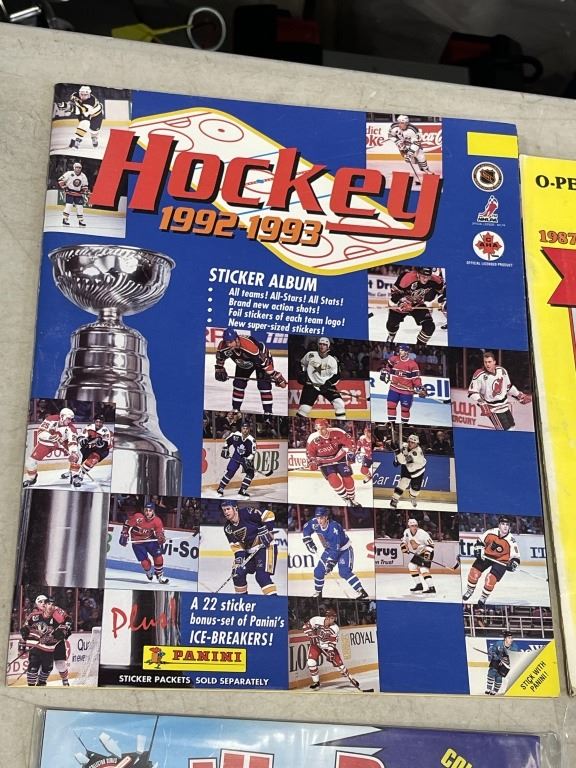 Hockey
1992-1993
STICKER ALBUM
• All teams! All-Stars! All Stats!
• Brand new action shots!
• Foil stickers of each team logo!
• New super-sized stickers!
OFFICIAL LICENSED PRODUCT
Plus!
A 22 sticker
bonus-set of Panini's
ICE-BREAKERS!
PANINI
STICKER PACKETS SOLD SEPARATELY
STICK WITH
PANINI!
O-PE
1987
ROYAL